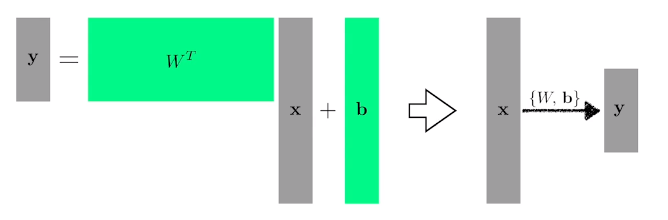 y = W^T x + b
x {W, b} y